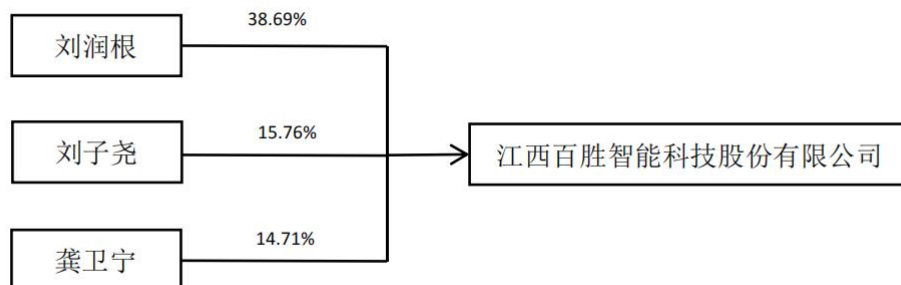 38.69%
刘润根
15.76%
刘子尧
江西百胜智能科技股份有限公司
14.71%
龚卫宁